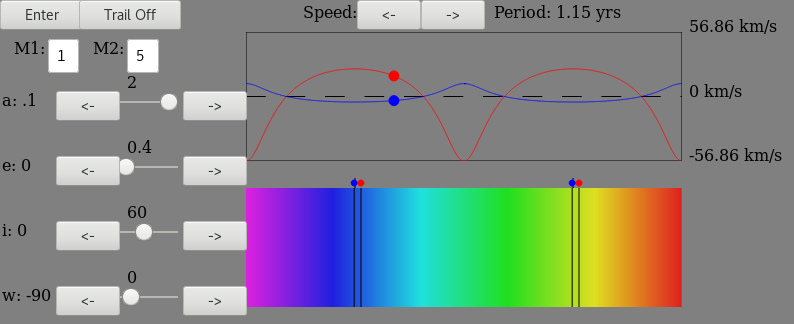 Enter Trail Off Speed: <- -> Period: 1.15 yrs
M1: 1 M2: 5 56.86 km/s
2
a: .1 <- -> 0 km/s
0.4
e: 0 <- -> -56.86 km/s
60
i: 0 <- ->
0
w: -90 <- ->